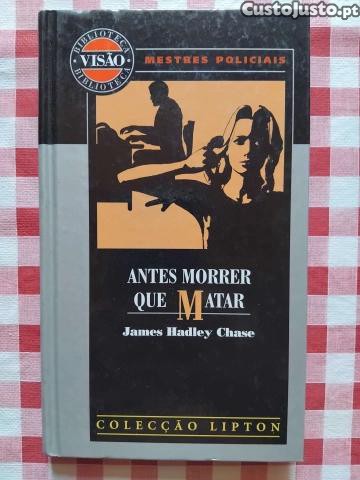 CustoJusto.pt
BIBLIOTECA
VISÃO
BIBLIOTECA
MESTRES POLICIAIS
ANTES MORRER
QUE MATAR
James Hadley Chase
COLECÇÃO LIPTON